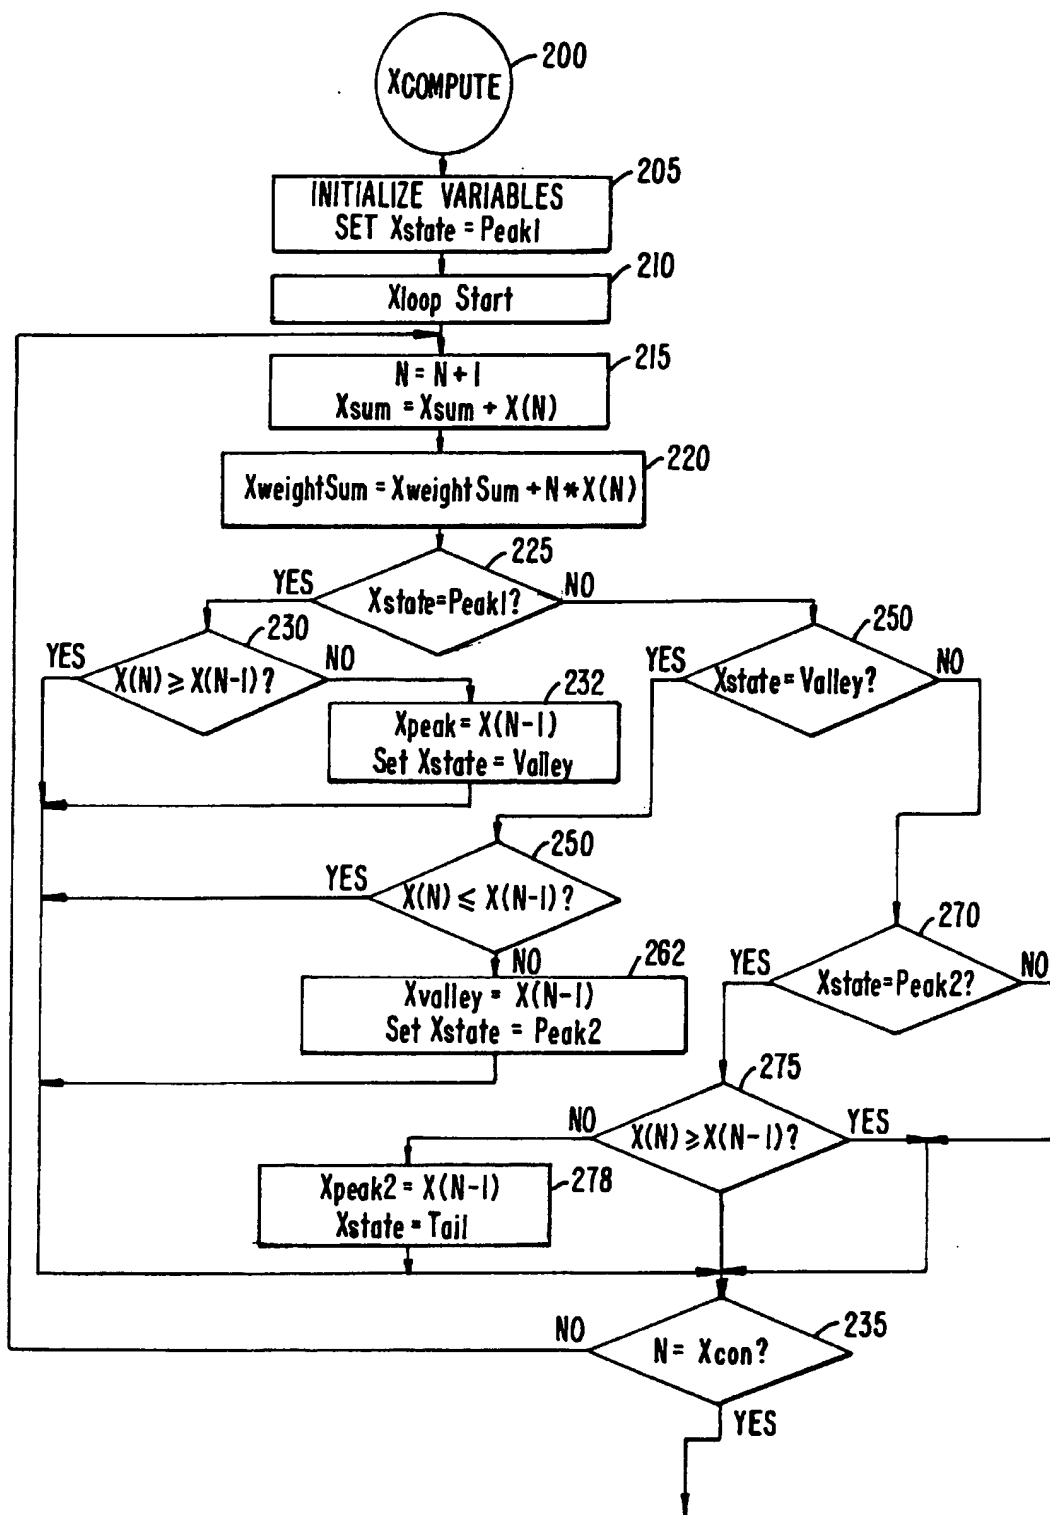 200
XCOMPUTE
205
INITIALIZE VARIABLES
SET Xstate = Peak1
210
Xloop Start
215
N = N + 1
Xsum = Xsum + X(N)
220
XweightSum = XweightSum + N * X(N)
225
YES
Xstate=Peak1?
NO
230
YES
X(N) ≥ X(N-1)?
NO
232
Xpeak = X(N-1)
Set Xstate = Valley
250
YES
Xstate = Valley?
NO
250
YES
X(N) ≤ X(N-1)?
NO
262
Xvalley = X(N-1)
Set Xstate = Peak2
270
YES
Xstate=Peak2?
NO
275
NO
X(N) ≥ X(N-1)?
YES
278
Xpeak2 = X(N-1)
Xstate = Tail
235
NO
N = Xcon?
YES